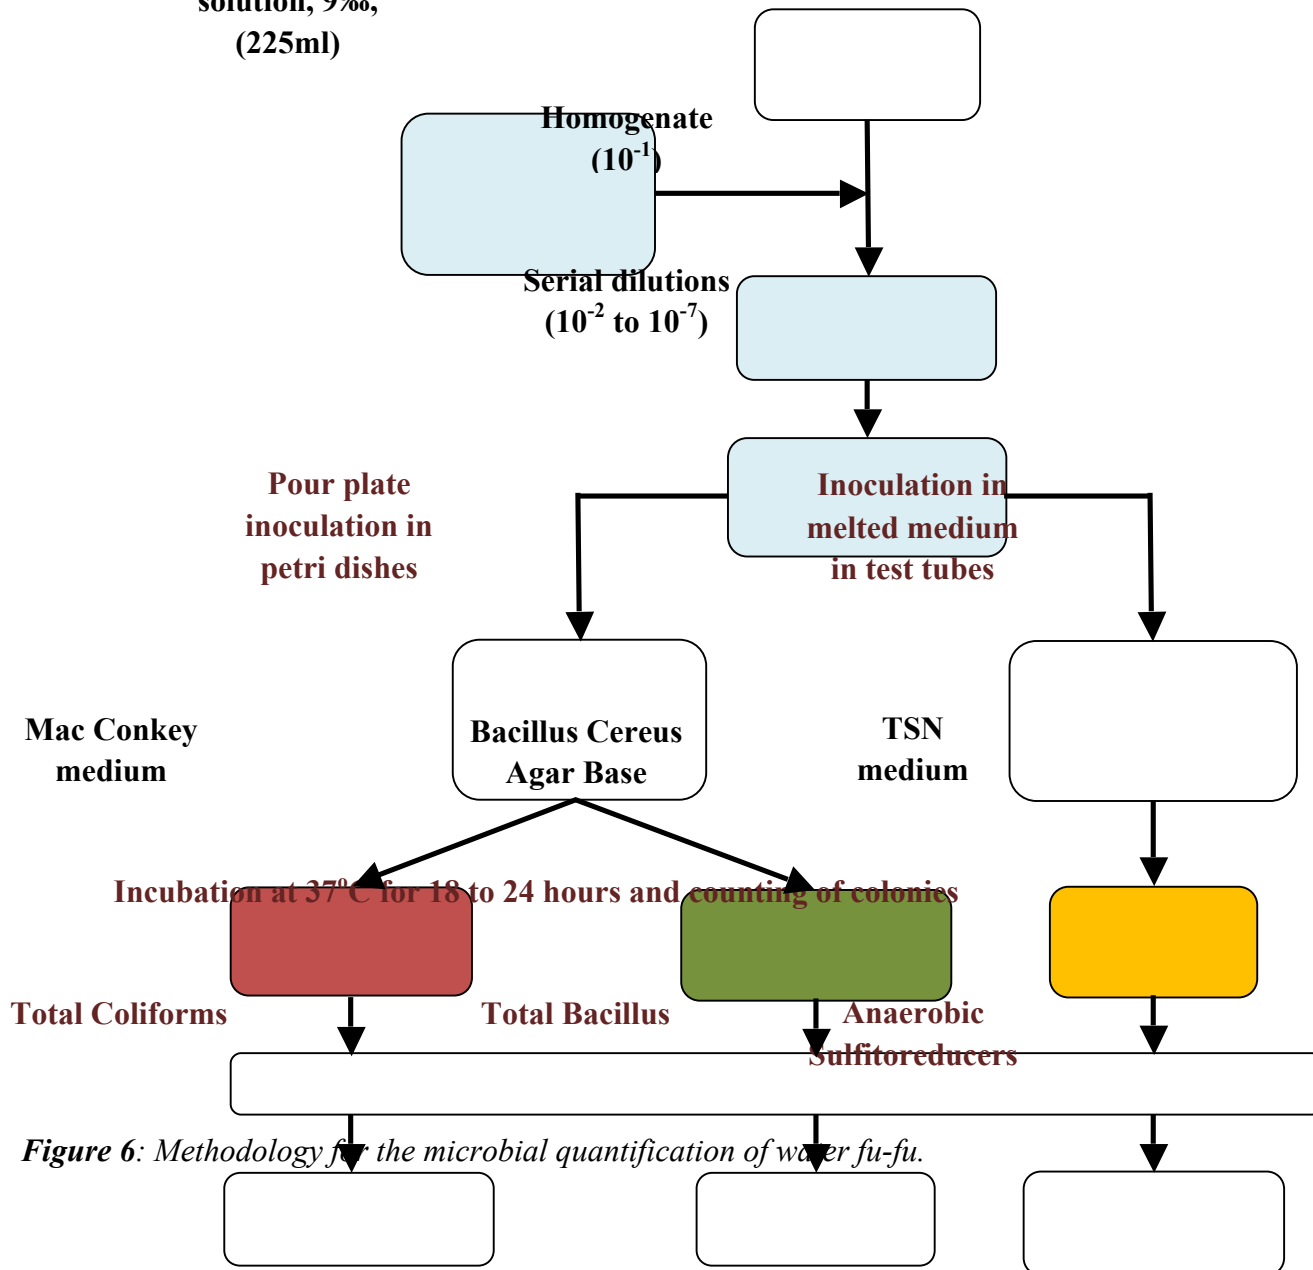 solution, 9‰,
(225ml)
Homogenate
(10⁻¹)
Serial dilutions
(10⁻² to 10⁻⁷)
Pour plate
inoculation in
petri dishes
Inoculation in
melted medium
in test tubes
Mac Conkey
medium
Bacillus Cereus
Agar Base
TSN
medium
Incubation at 37⁰C for 18 to 24 hours and counting of colonies
Total Coliforms
Total Bacillus
Anaerobic
Sulfitoreducers
Figure 6: Methodology for the microbial quantification of water fu-fu.